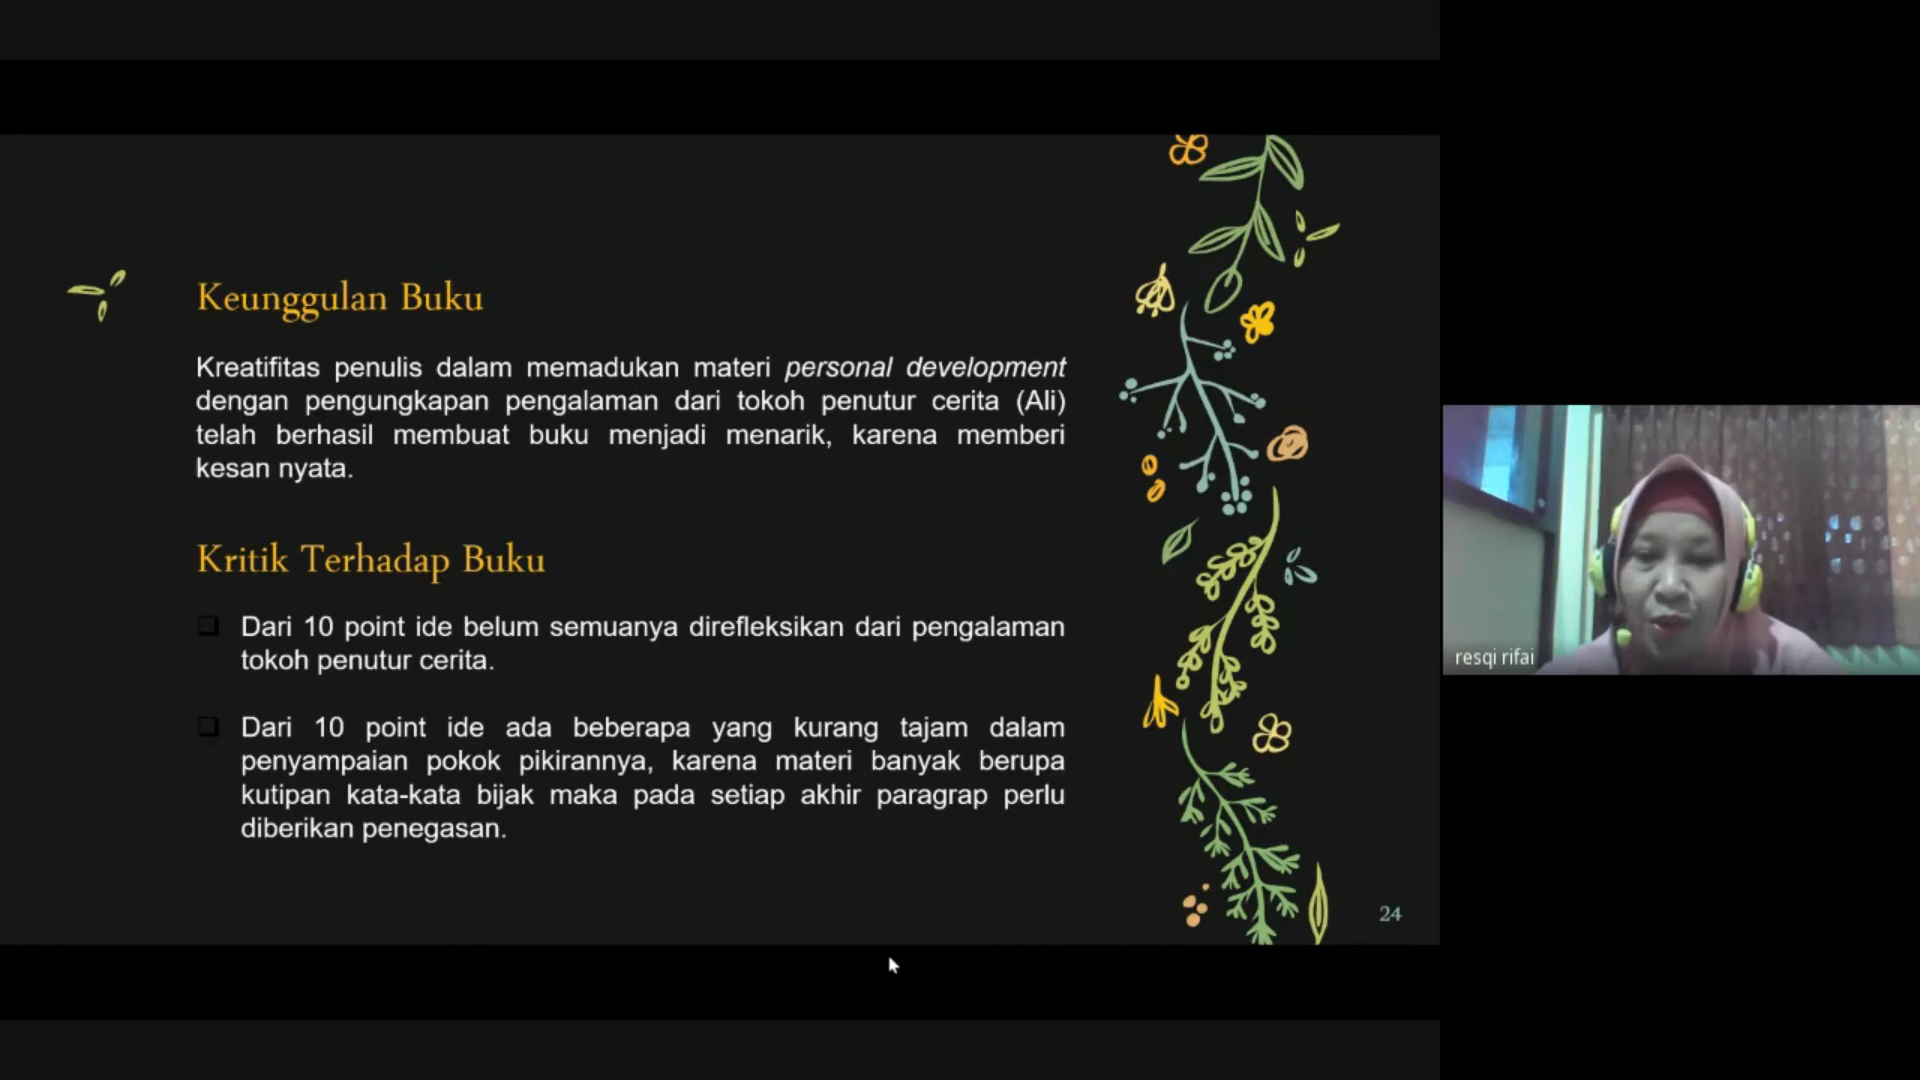 Keunggulan Buku
Kreatifitas penulis dalam memadukan materi personal development
dengan pengungkapan pengalaman dari tokoh penutur cerita (Ali)
telah berhasil membuat buku menjadi menarik, karena memberi
kesan nyata.
Kritik Terhadap Buku
Dari 10 point ide belum semuanya direfleksikan dari pengalaman
tokoh penutur cerita.
Dari 10 point ide ada beberapa yang kurang tajam dalam
penyampaian pokok pikirannya, karena materi banyak berupa
kutipan kata-kata bijak maka pada setiap akhir paragrap perlu
diberikan penegasan.
24
resqi rifai